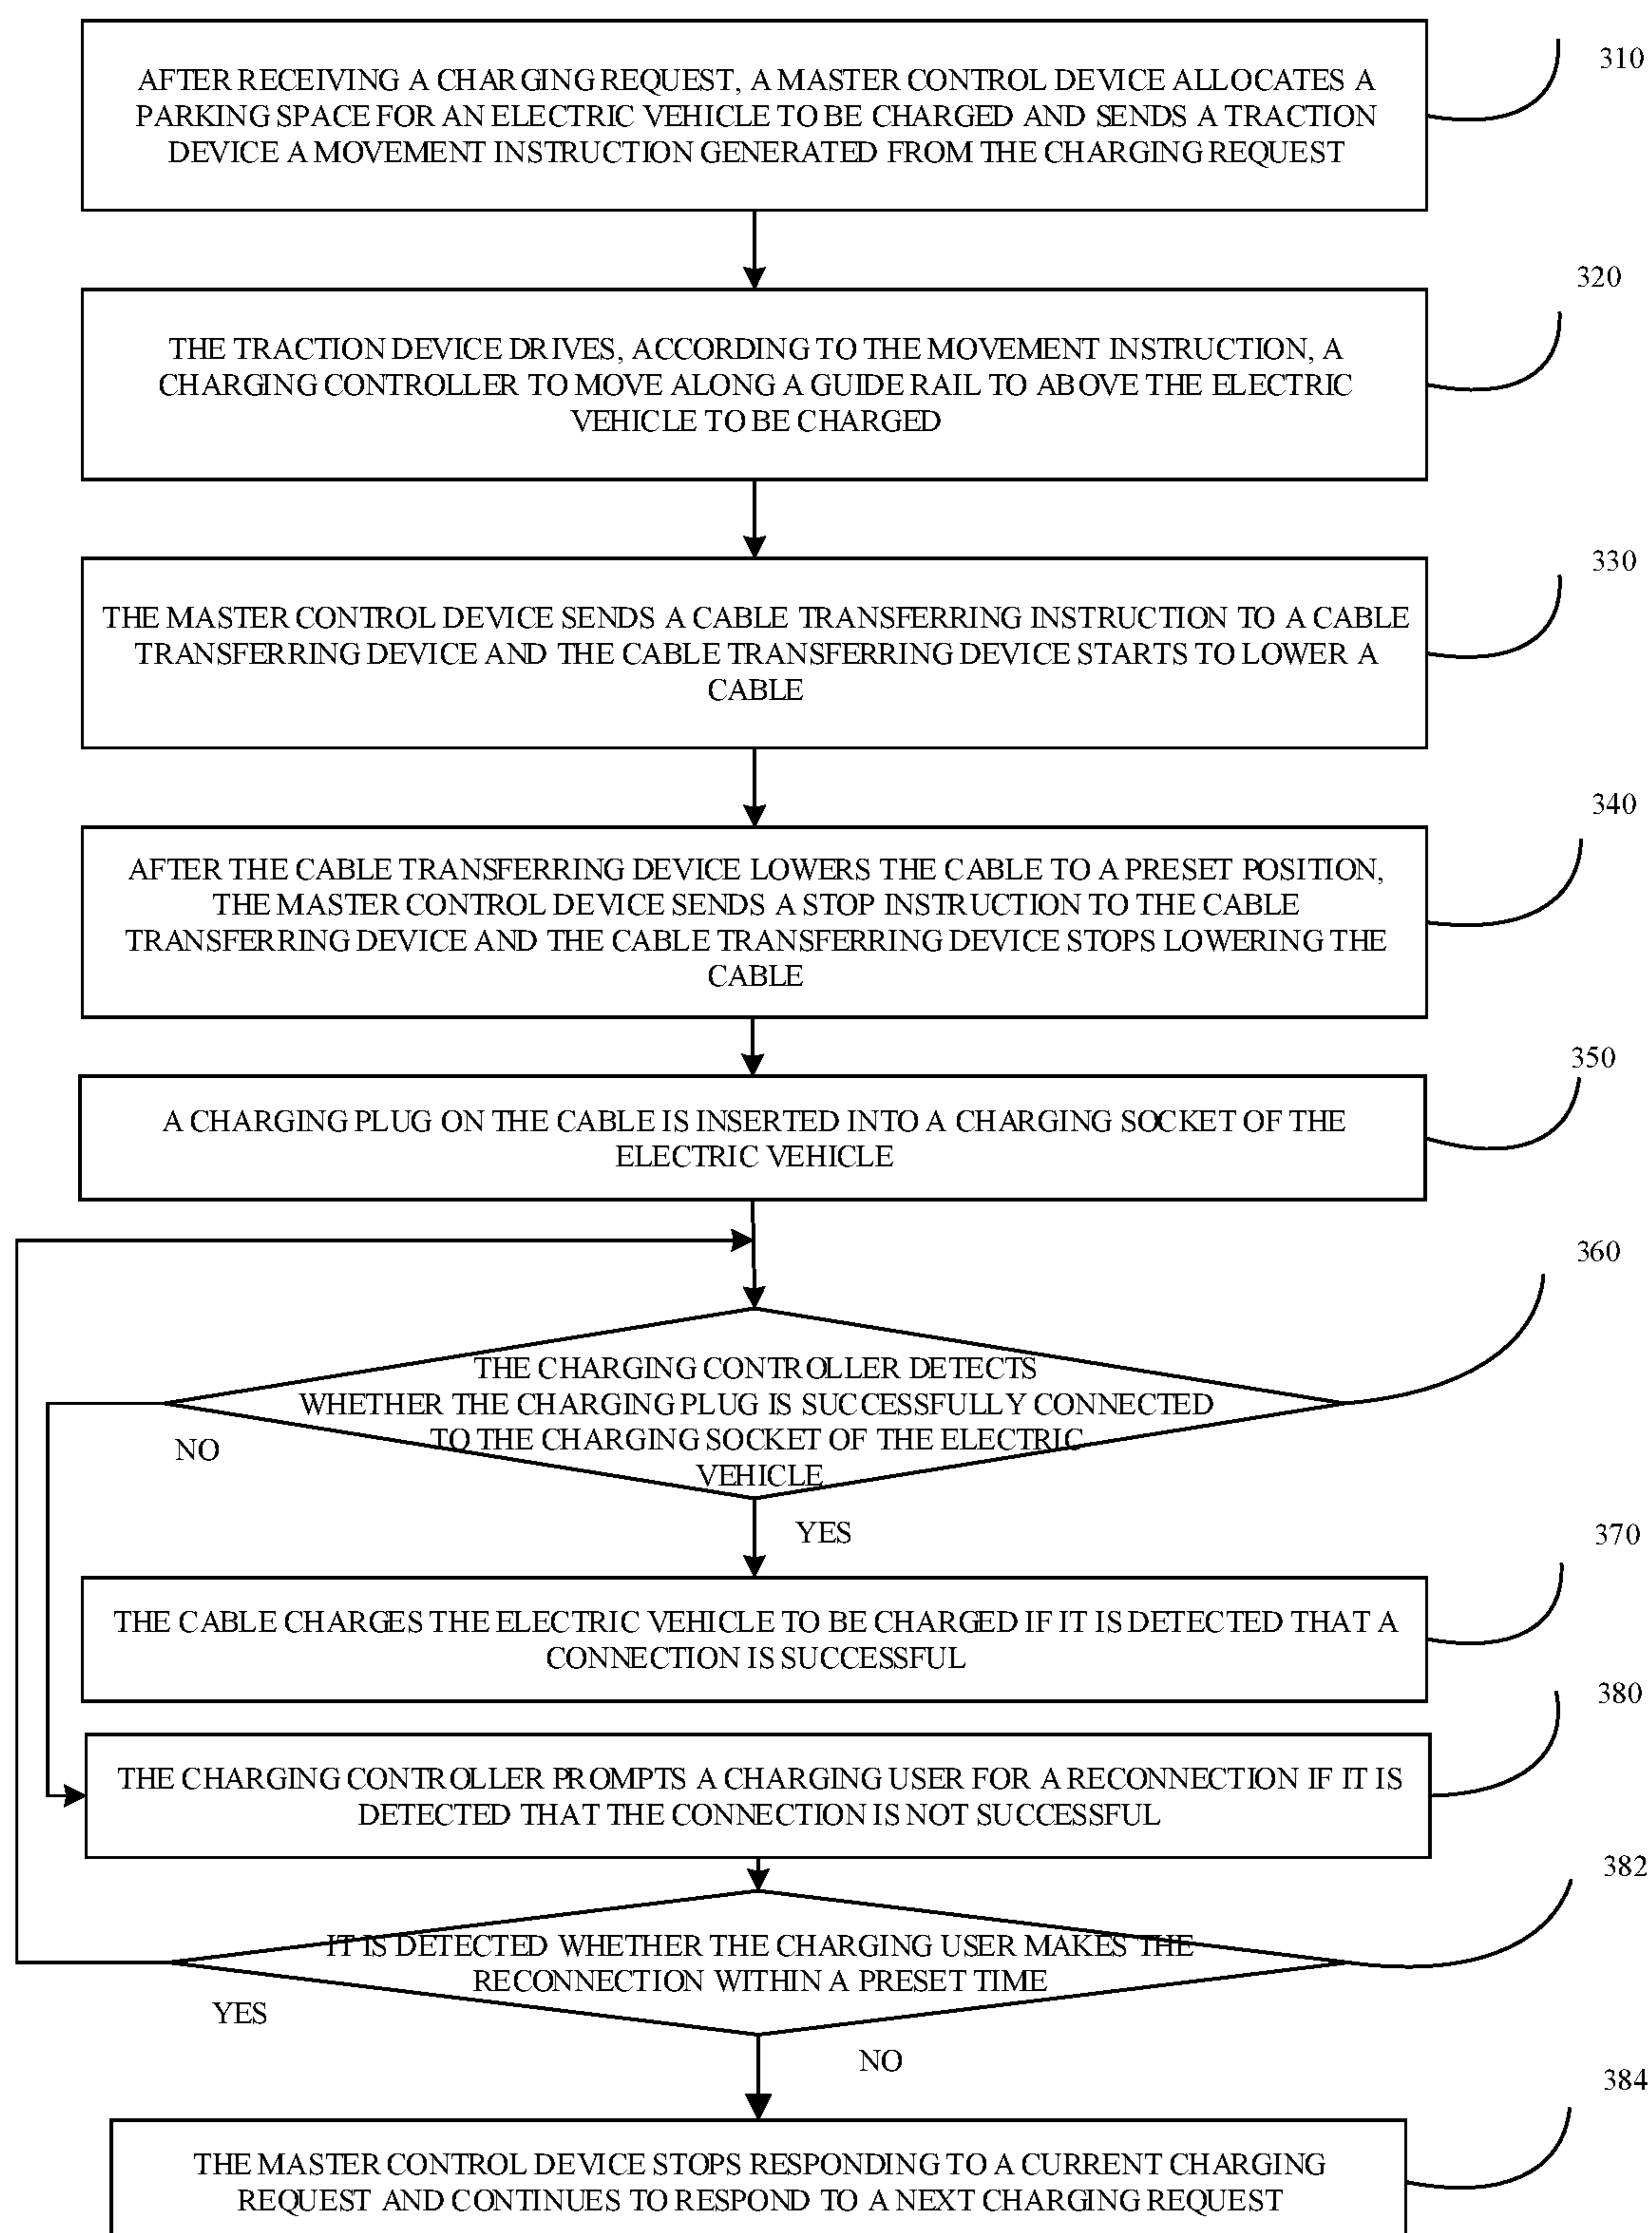 310
AFTER RECEIVING A CHARGING REQUEST, A MASTER CONTROL DEVICE ALLOCATES A
PARKING SPACE FOR AN ELECTRIC VEHICLE TO BE CHARGED AND SENDS A TRACTION
DEVICE A MOVEMENT INSTRUCTION GENERATED FROM THE CHARGING REQUEST
320
THE TRACTION DEVICE DRIVES, ACCORDING TO THE MOVEMENT INSTRUCTION, A
CHARGING CONTROLLER TO MOVE ALONG A GUIDE RAIL TO ABOVE THE ELECTRIC
VEHICLE TO BE CHARGED
330
THE MASTER CONTROL DEVICE SENDS A CABLE TRANSFERRING INSTRUCTION TO A CABLE
TRANSFERRING DEVICE AND THE CABLE TRANSFERRING DEVICE STARTS TO LOWER A
CABLE
340
AFTER THE CABLE TRANSFERRING DEVICE LOWERS THE CABLE TO A PRESET POSITION,
THE MASTER CONTROL DEVICE SENDS A STOP INSTRUCTION TO THE CABLE
TRANSFERRING DEVICE AND THE CABLE TRANSFERRING DEVICE STOPS LOWERING THE
CABLE
350
A CHARGING PLUG ON THE CABLE IS INSERTED INTO A CHARGING SOCKET OF THE
ELECTRIC VEHICLE
360
THE CHARGING CONTROLLER DETECTS
WHETHER THE CHARGING PLUG IS SUCCESSFULLY CONNECTED
TO THE CHARGING SOCKET OF THE ELECTRIC
VEHICLE
NO
YES
370
THE CABLE CHARGES THE ELECTRIC VEHICLE TO BE CHARGED IF IT IS DETECTED THAT A
CONNECTION IS SUCCESSFUL
380
THE CHARGING CONTROLLER PROMPTS A CHARGING USER FOR A RECONNECTION IF IT IS
DETECTED THAT THE CONNECTION IS NOT SUCCESSFUL
382
IT IS DETECTED WHETHER THE CHARGING USER MAKES THE
RECONNECTION WITHIN A PRESET TIME
YES
NO
384
THE MASTER CONTROL DEVICE STOPS RESPONDING TO A CURRENT CHARGING
REQUEST AND CONTINUES TO RESPOND TO A NEXT CHARGING REQUEST